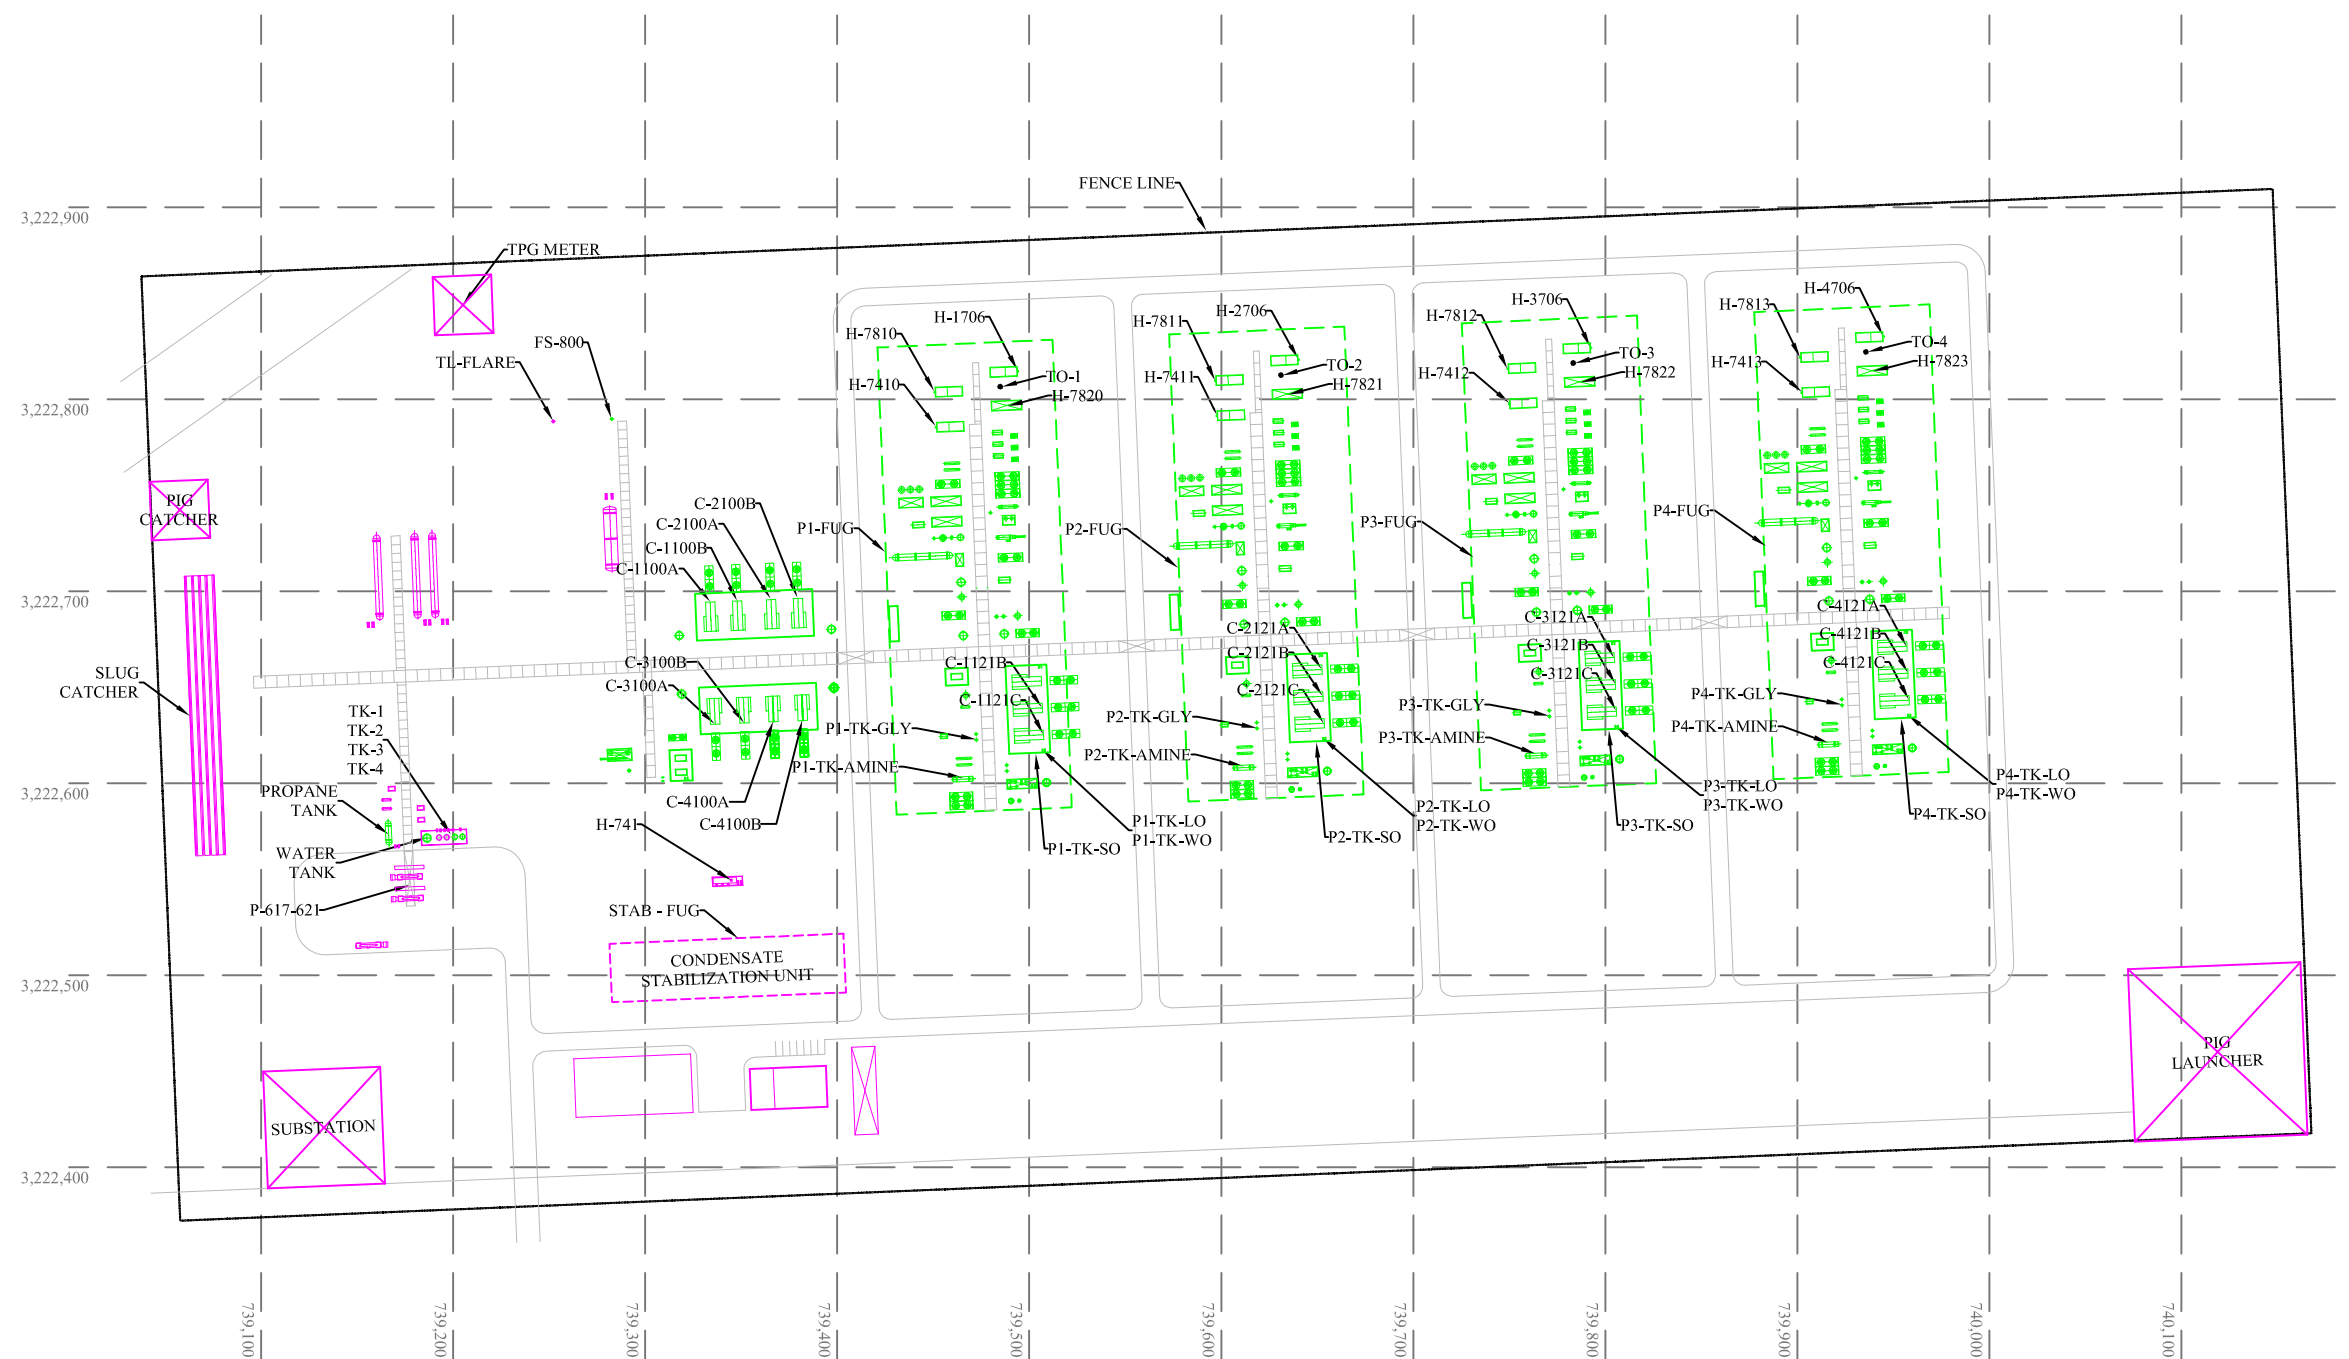 FENCE LINE
3,222,900
TPG METER
FS-800
TL-FLARE
H-7810
H-1706
TO-1
H-7410
H-7820
H-7811
H-2706
TO-2
H-7411
H-7821
H-7812
H-3706
TO-3
H-7412
H-7822
H-7813
H-4706
TO-4
H-7413
H-7823
3,222,800
PIG
CATCHER
C-2100B
C-2100A
C-1100B
C-1100A
P1-FUG
P2-FUG
P3-FUG
P4-FUG
3,222,700
SLUG
CATCHER
C-3100B
C-3100A
C-1121B
C-1121C
C-2121A
C-2121B
C-2121C
C-3121A
C-3121B
C-3121C
C-4121A
C-4121B
C-4121C
TK-1
TK-2
TK-3
TK-4
P1-TK-GLY
P1-TK-AMINE
P2-TK-GLY
P2-TK-AMINE
P3-TK-GLY
P3-TK-AMINE
P4-TK-GLY
P4-TK-AMINE
3,222,600
PROPANE
TANK
C-4100A
C-4100B
H-741
WATER
TANK
P-617-621
P1-TK-LO
P1-TK-WO
P1-TK-SO
P2-TK-LO
P2-TK-WO
P2-TK-SO
P3-TK-LO
P3-TK-WO
P3-TK-SO
P4-TK-LO
P4-TK-WO
P4-TK-SO
STAB - FUG
CONDENSATE
STABILIZATION UNIT
3,222,500
PIG
LAUNCHER
SUBSTATION
3,222,400
739,100
739,200
739,300
739,400
739,500
739,600
739,700
739,800
739,900
740,000
740,100